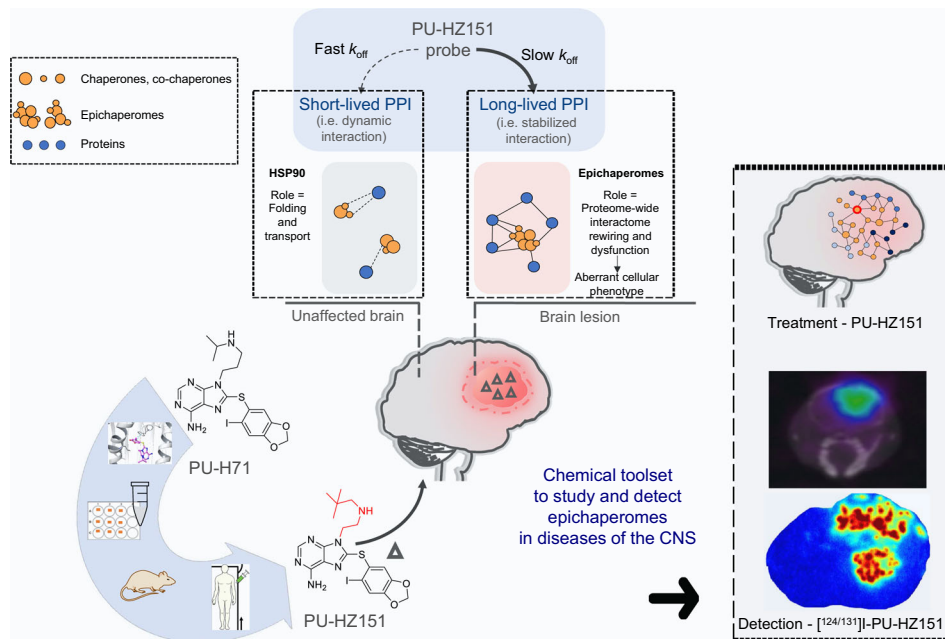 PU-HZ151
probe
Fast koff
Slow koff
Chaperones, co-chaperones
Epichaperomes
Proteins
Short-lived PPI
(i.e. dynamic
interaction)
Long-lived PPI
(i.e. stabilized
interaction)
HSP90
Role =
Folding
and
transport
Epichaperomes
Role =
Proteome-wide
interactome
rewiring and
dysfunction
Aberrant cellular
phenotype
Unaffected brain
Brain lesion
Treatment - PU-HZ151
HN
N
N
N
N
S
NH2
I
O
O
PU-H71
NH
N
N
N
N
S
NH2
I
O
O
PU-HZ151
Chemical toolset
to study and detect
epichaperomes
in diseases of the CNS
Detection - [124/131]I-PU-HZ151